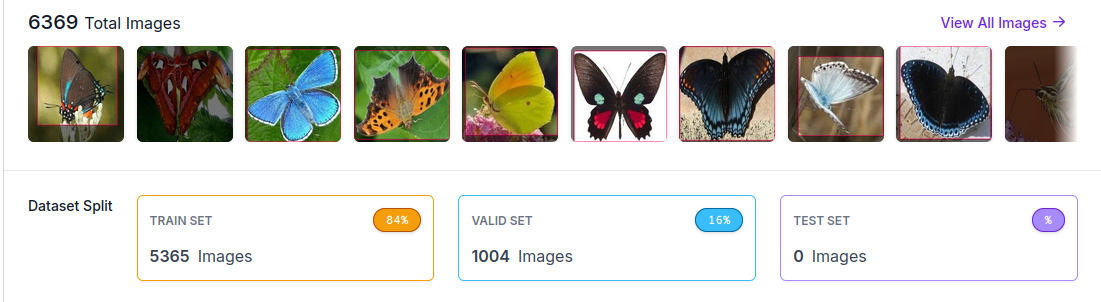 6369 Total Images
View All Images →
Dataset Split
TRAIN SET
84%
5365 Images
VALID SET
16%
1004 Images
TEST SET
%
0 Images